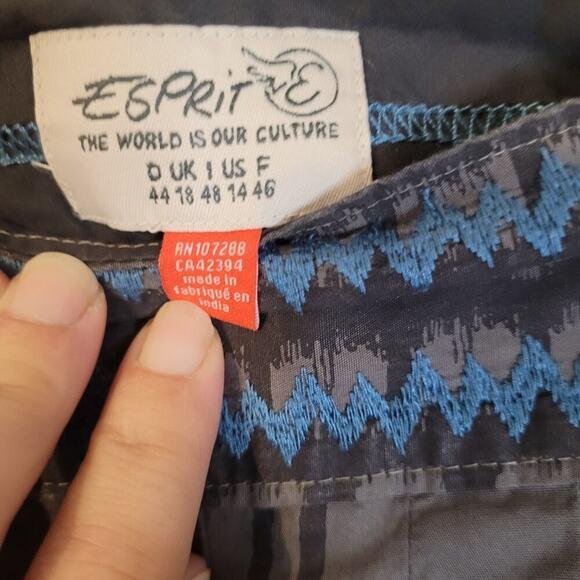 ESPRIT E
THE WORLD IS OUR CULTURE
D UK I US F
44 18 48 14 46
RN107288
CA42394
made in
fabriqué en
india